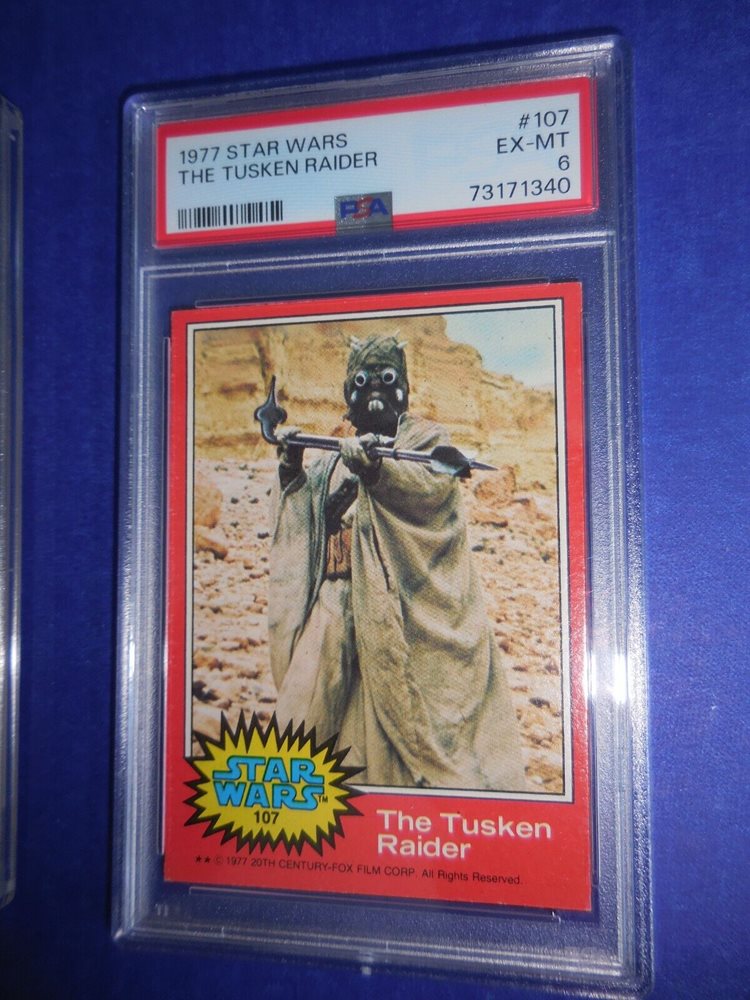 1977 STAR WARS
THE TUSKEN RAIDER
#107
EX-MT
6
73171340
PSA
STAR
WARS™
107
The Tusken
Raider
★★ © 1977 20TH CENTURY-FOX FILM CORP. All Rights Reserved.